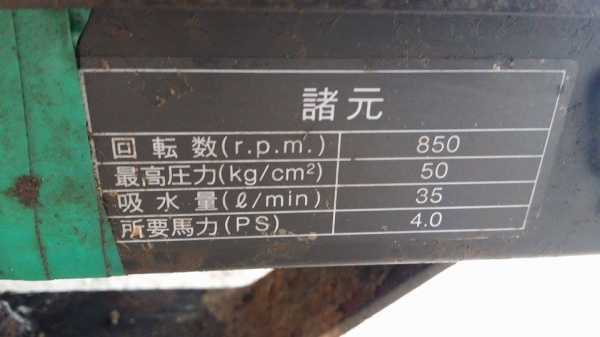 諸元
回転数(r.p.m.) 850
最高圧力(kg/cm²) 50
吸水量(ℓ/min) 35
所要馬力(PS) 4.0